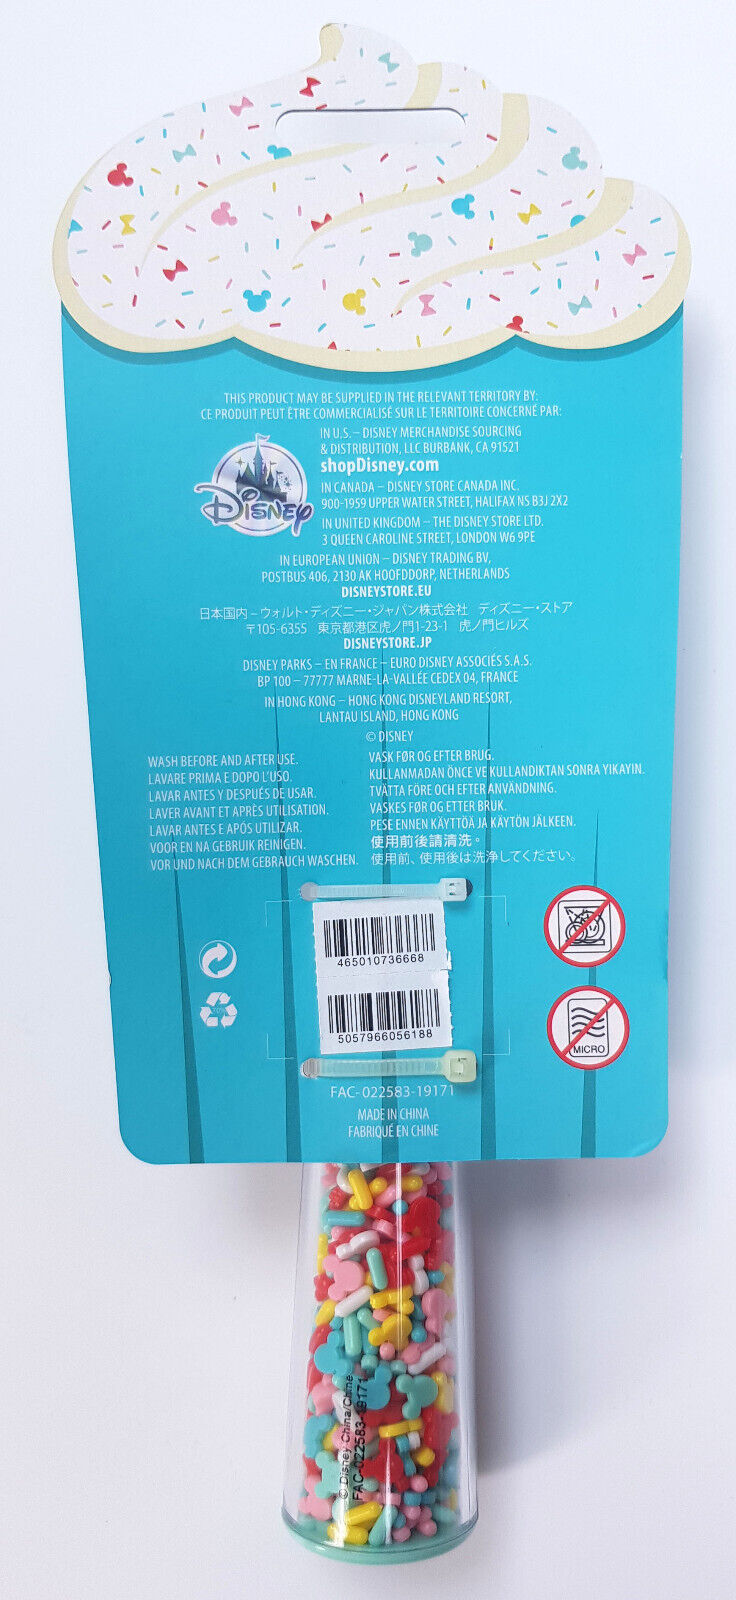 THIS PRODUCT MAY BE SUPPLIED IN THE RELEVANT TERRITORY BY:
CE PRODUIT PEUT ÊTRE COMMERCIALISÉ SUR LE TERRITOIRE CONCERNÉ PAR:
IN U.S. – DISNEY MERCHANDISE SOURCING
& DISTRIBUTION, LLC BURBANK, CA 91521
shopDisney.com
Disney
IN CANADA – DISNEY STORE CANADA INC.
900-1959 UPPER WATER STREET, HALIFAX NS B3J 2X2
IN UNITED KINGDOM – THE DISNEY STORE LTD.
3 QUEEN CAROLINE STREET, LONDON W6 9PE
IN EUROPEAN UNION – DISNEY TRADING BV,
POSTBUS 406, 2130 AK HOOFDDORP, NETHERLANDS
DISNEYSTORE.EU
日本国内 – ウォルト・ディズニー・ジャパン株式会社 ディズニー・ストア
〒105-6355 東京都港区虎ノ門1-23-1 虎ノ門ヒルズ
DISNEYSTORE.JP
DISNEY PARKS – EN FRANCE – EURO DISNEY ASSOCIÉS S.A.S.
BP 100 – 77777 MARNE-LA-VALLÉE CEDEX 04, FRANCE
IN HONG KONG – HONG KONG DISNEYLAND RESORT,
LANTAU ISLAND, HONG KONG
© DISNEY
WASH BEFORE AND AFTER USE.
LAVARE PRIMA E DOPO L'USO.
LAVAR ANTES Y DESPUÉS DE USAR.
LAVER AVANT ET APRÈS UTILISATION.
LAVAR ANTES E APÓS UTILIZAR.
VOOR EN NA GEBRUIK REINIGEN.
VOR UND NACH DEM GEBRAUCH WASCHEN.
VASK FØR OG EFTER BRUG.
KULLANMADAN ÖNCE VE KULLANDIKTAN SONRA YIKAYIN.
TVÄTTA FÖRE OCH EFTER ANVÄNDNING.
VASKES FØR OG ETTER BRUK.
PESE ENNEN KÄYTTÖÄ JA KÄYTÖN JÄLKEEN.
使用前後請清洗。
使用前、使用後は洗浄してください。
465010736668
5057966056188
MICRO
FAC-022583-19171
MADE IN CHINA
FABRIQUÉ EN CHINE
© Disney China/Chine
FAC-022583-19171